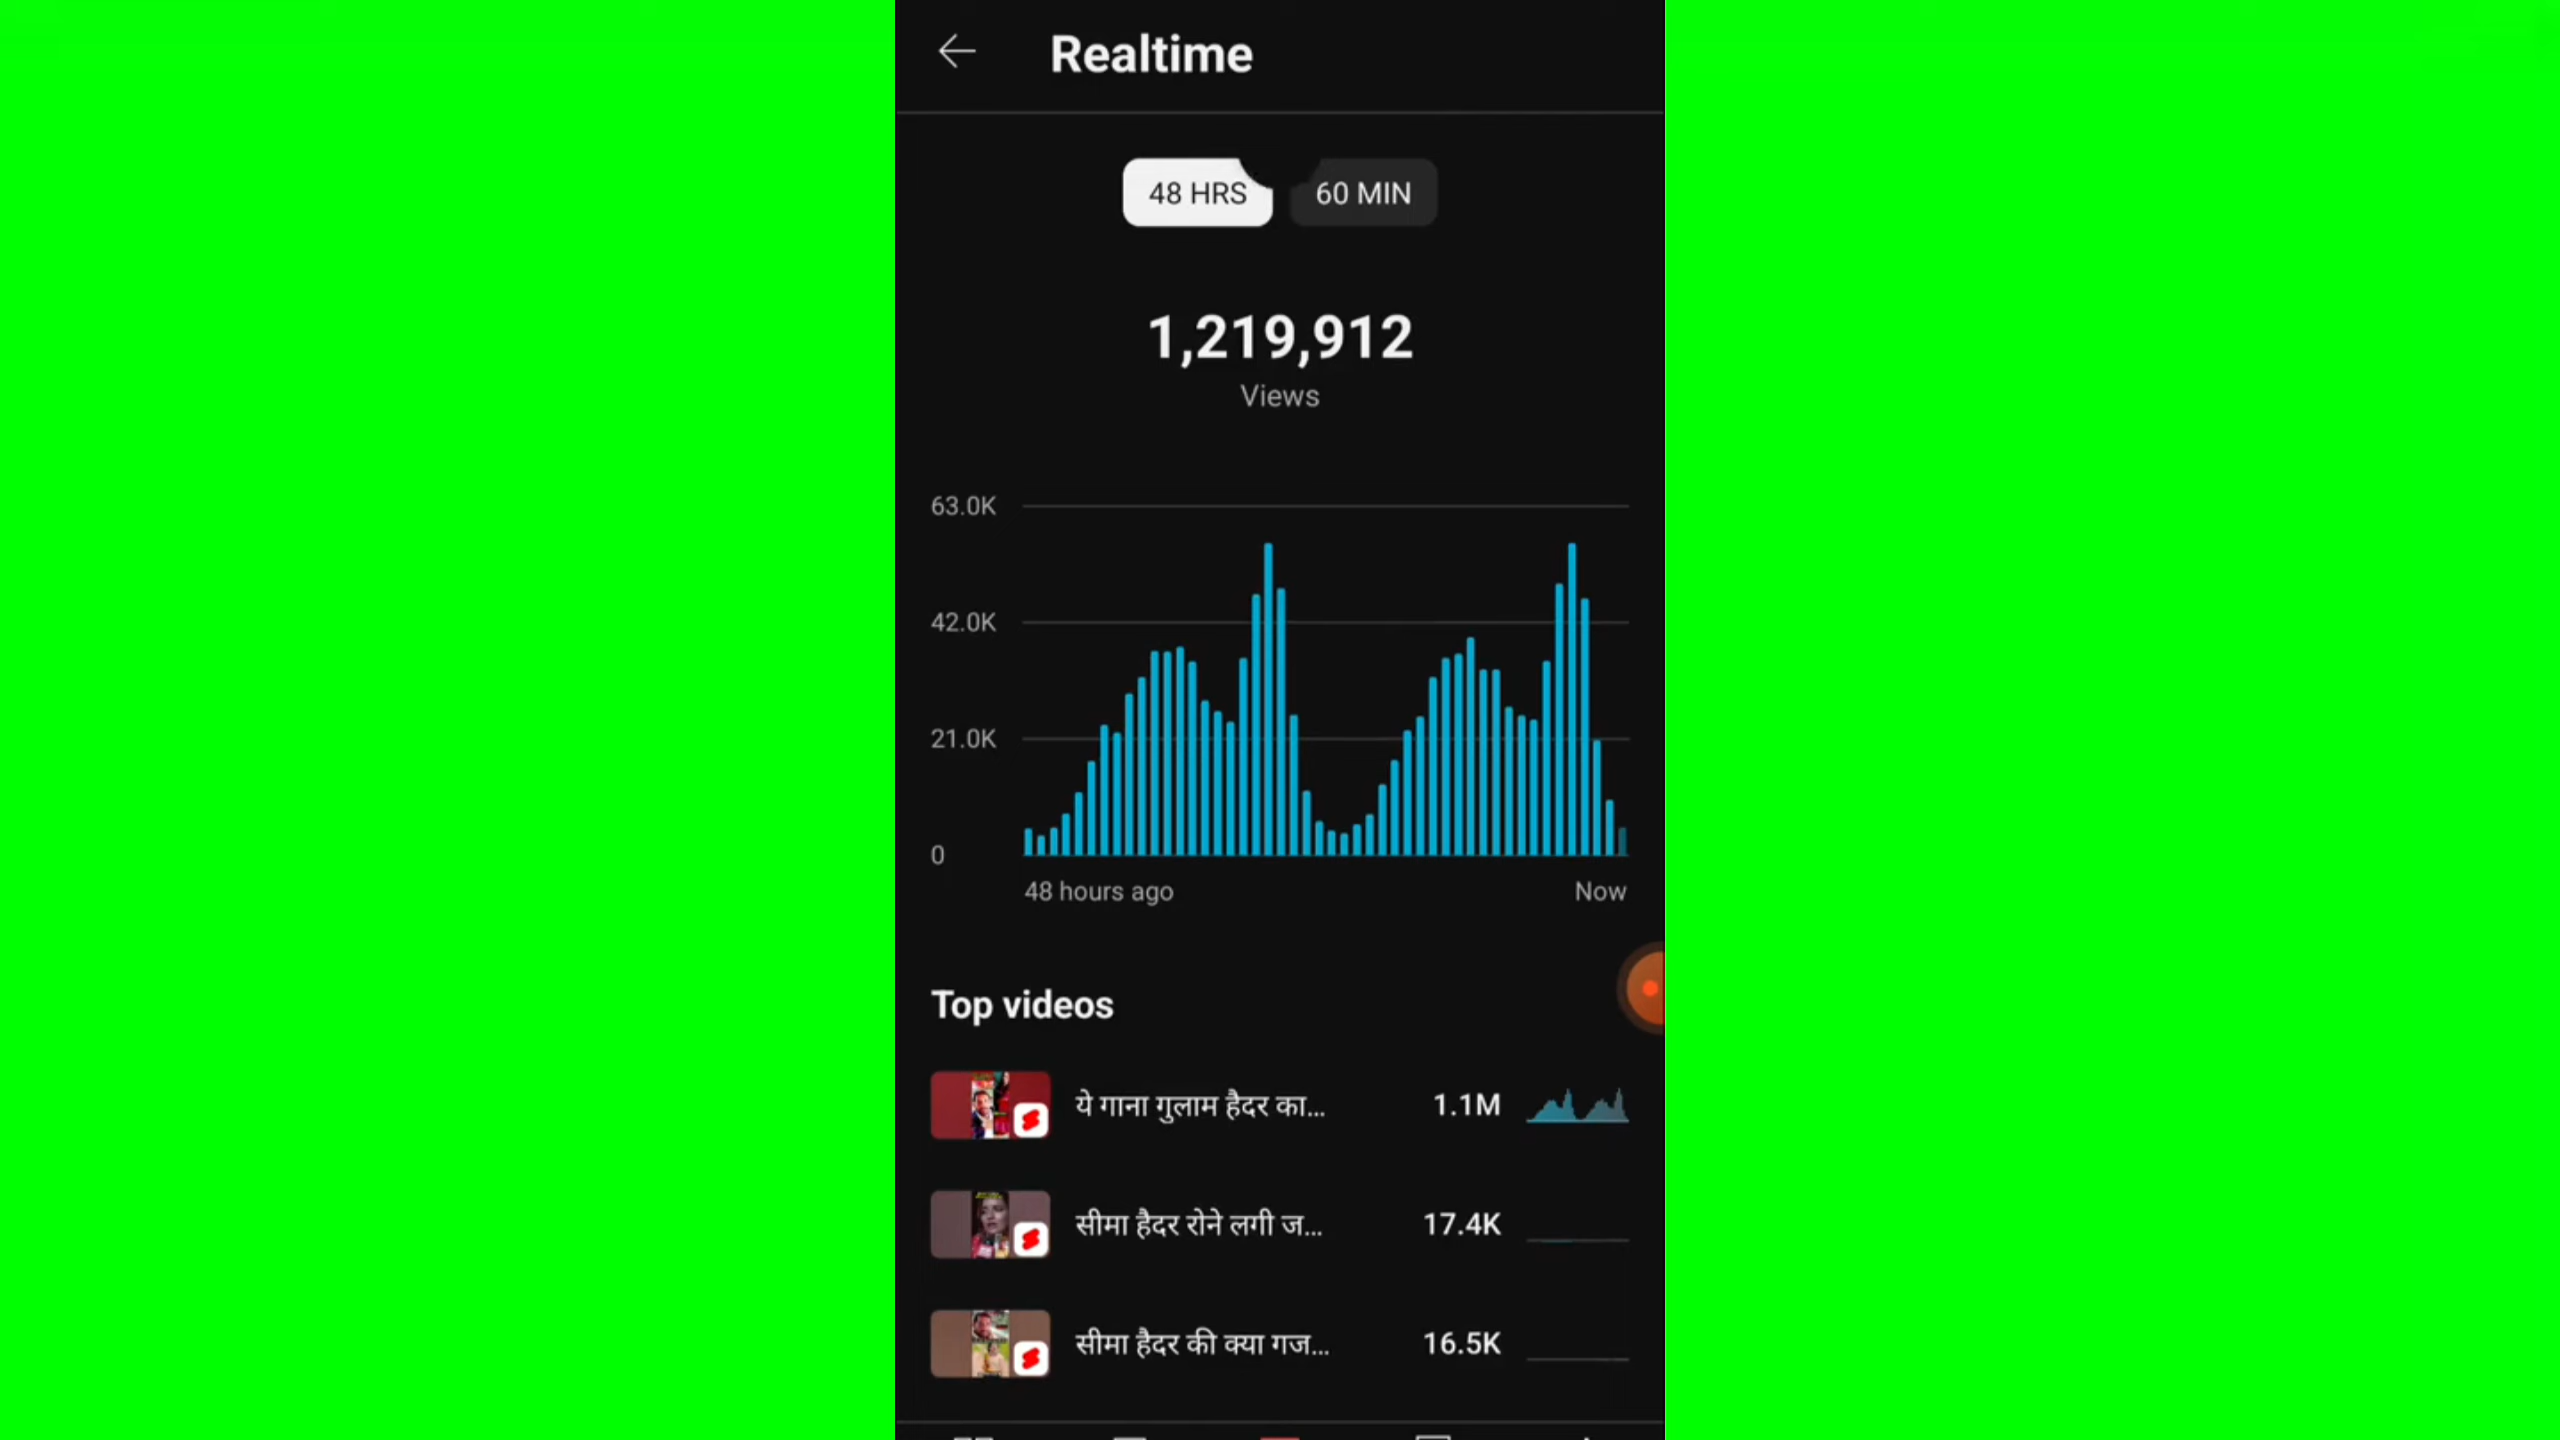 Realtime
48 HRS 60 MIN
1,219,912
Views
63.0K
42.0K
21.0K
0
48 hours ago Now
Top videos
ये गाना गुलाम हैदर का... 1.1M
सीमा हैदर रोने लगी ज... 17.4K
सीमा हैदर की क्या गज... 16.5K